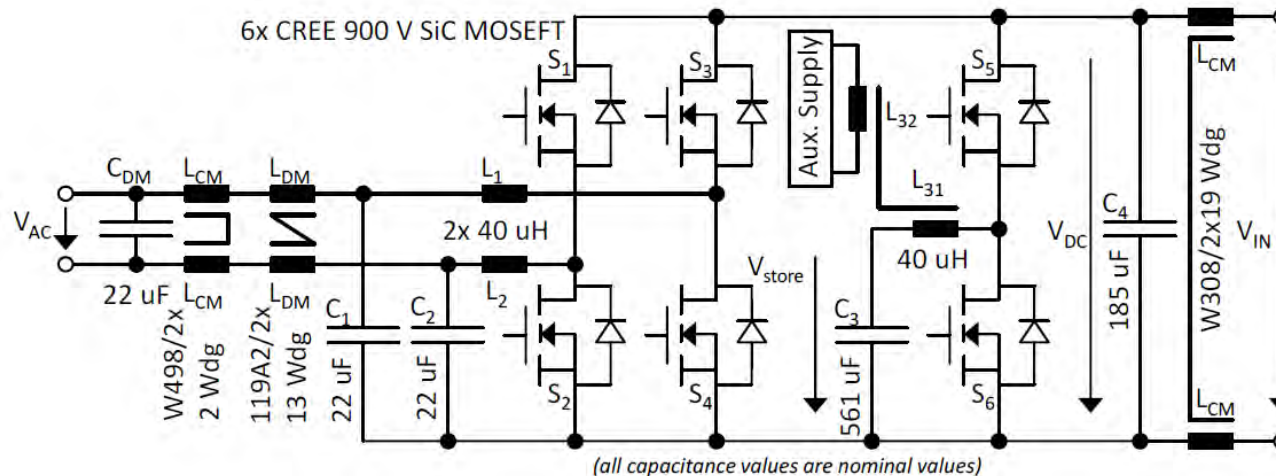 6x CREE 900 V SiC MOSEFT
S1
S3
S5
Aux. Supply
L32
L31
40 uH
LCM
LCM
W308/2x19 Wdg
CDM
LCM
LDM
L1
VAC
2x 40 uH
22 uF
LCM
LDM
L2
W498/2x
2 Wdg
119A2/2x
13 Wdg
C1
22 uF
C2
22 uF
S2
S4
Vstore
C3
561 uF
S6
VDC
C4
185 uF
VIN
(all capacitance values are nominal values)